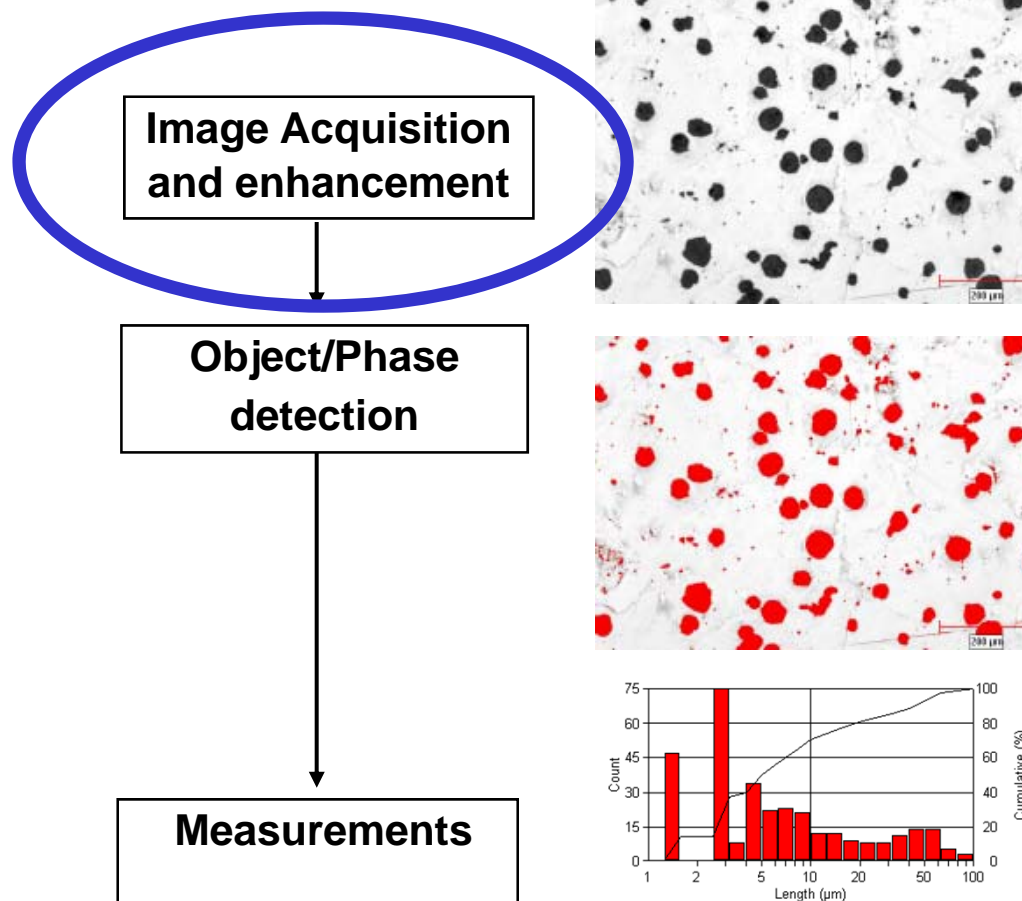 Image Acquisition
and enhancement
200 µm
Object/Phase
detection
200 µm
Measurements
75
60
45
30
15
0
Count
100
80
60
40
20
0
Cumulative (%)
1 2 5 10 20 50 100
Length (µm)